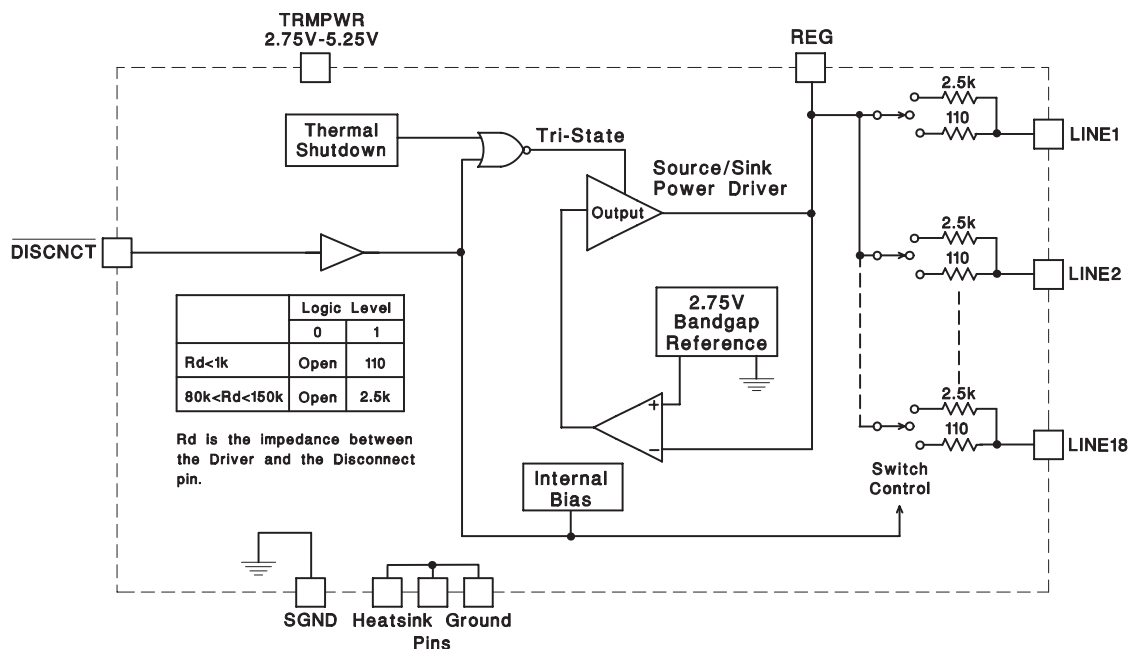 TRMPWR
2.75V-5.25V
REG
2.5k
110
LINE1
Thermal
Shutdown
Tri-State
Source/Sink
Power Driver
Output
DISCNCT
2.5k
110
LINE2
Logic Level
0 1
Rd<1k Open 110
80k<Rd<150k Open 2.5k
2.75V
Bandgap
Reference
+
−
Rd is the impedance between
the Driver and the Disconnect
pin.
2.5k
110
LINE18
Switch
Control
Internal
Bias
SGND
Heatsink Ground
Pins